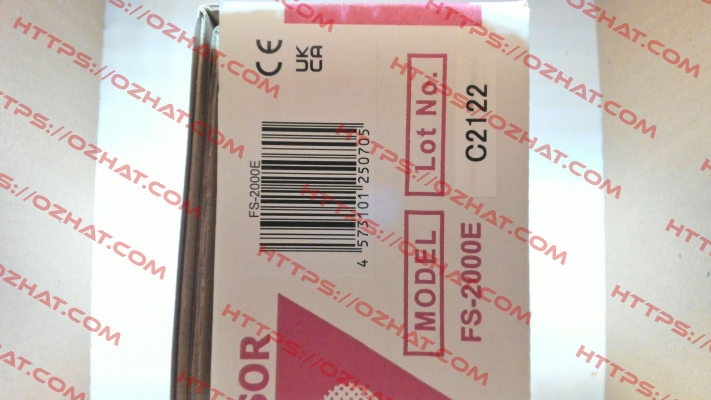 CE
UK
CA
Lot No.
C2122
FS-2000E
4 573101 250705
MODEL
FS-2000E
SOR
HTTPS://OZHAT.COM